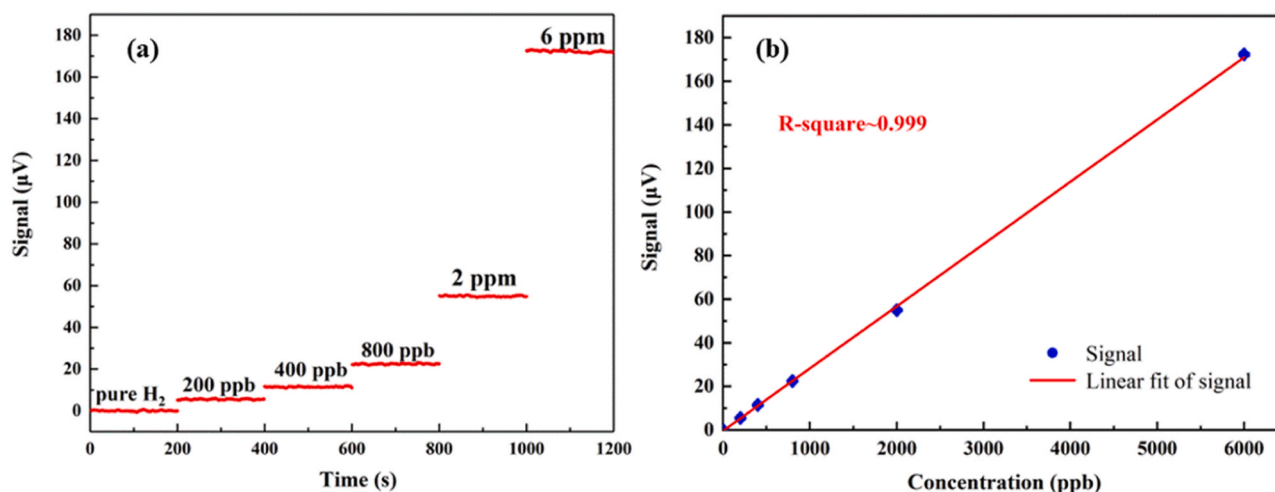 (a)
180
160
140
120
100
80
60
40
20
0
Signal (µV)
pure H₂
200 ppb
400 ppb
800 ppb
2 ppm
6 ppm
0 200 400 600 800 1000 1200
Time (s)
(b)
180
160
140
120
100
80
60
40
20
0
Signal (µV)
R-square~0.999
Signal
Linear fit of signal
0 1000 2000 3000 4000 5000 6000
Concentration (ppb)